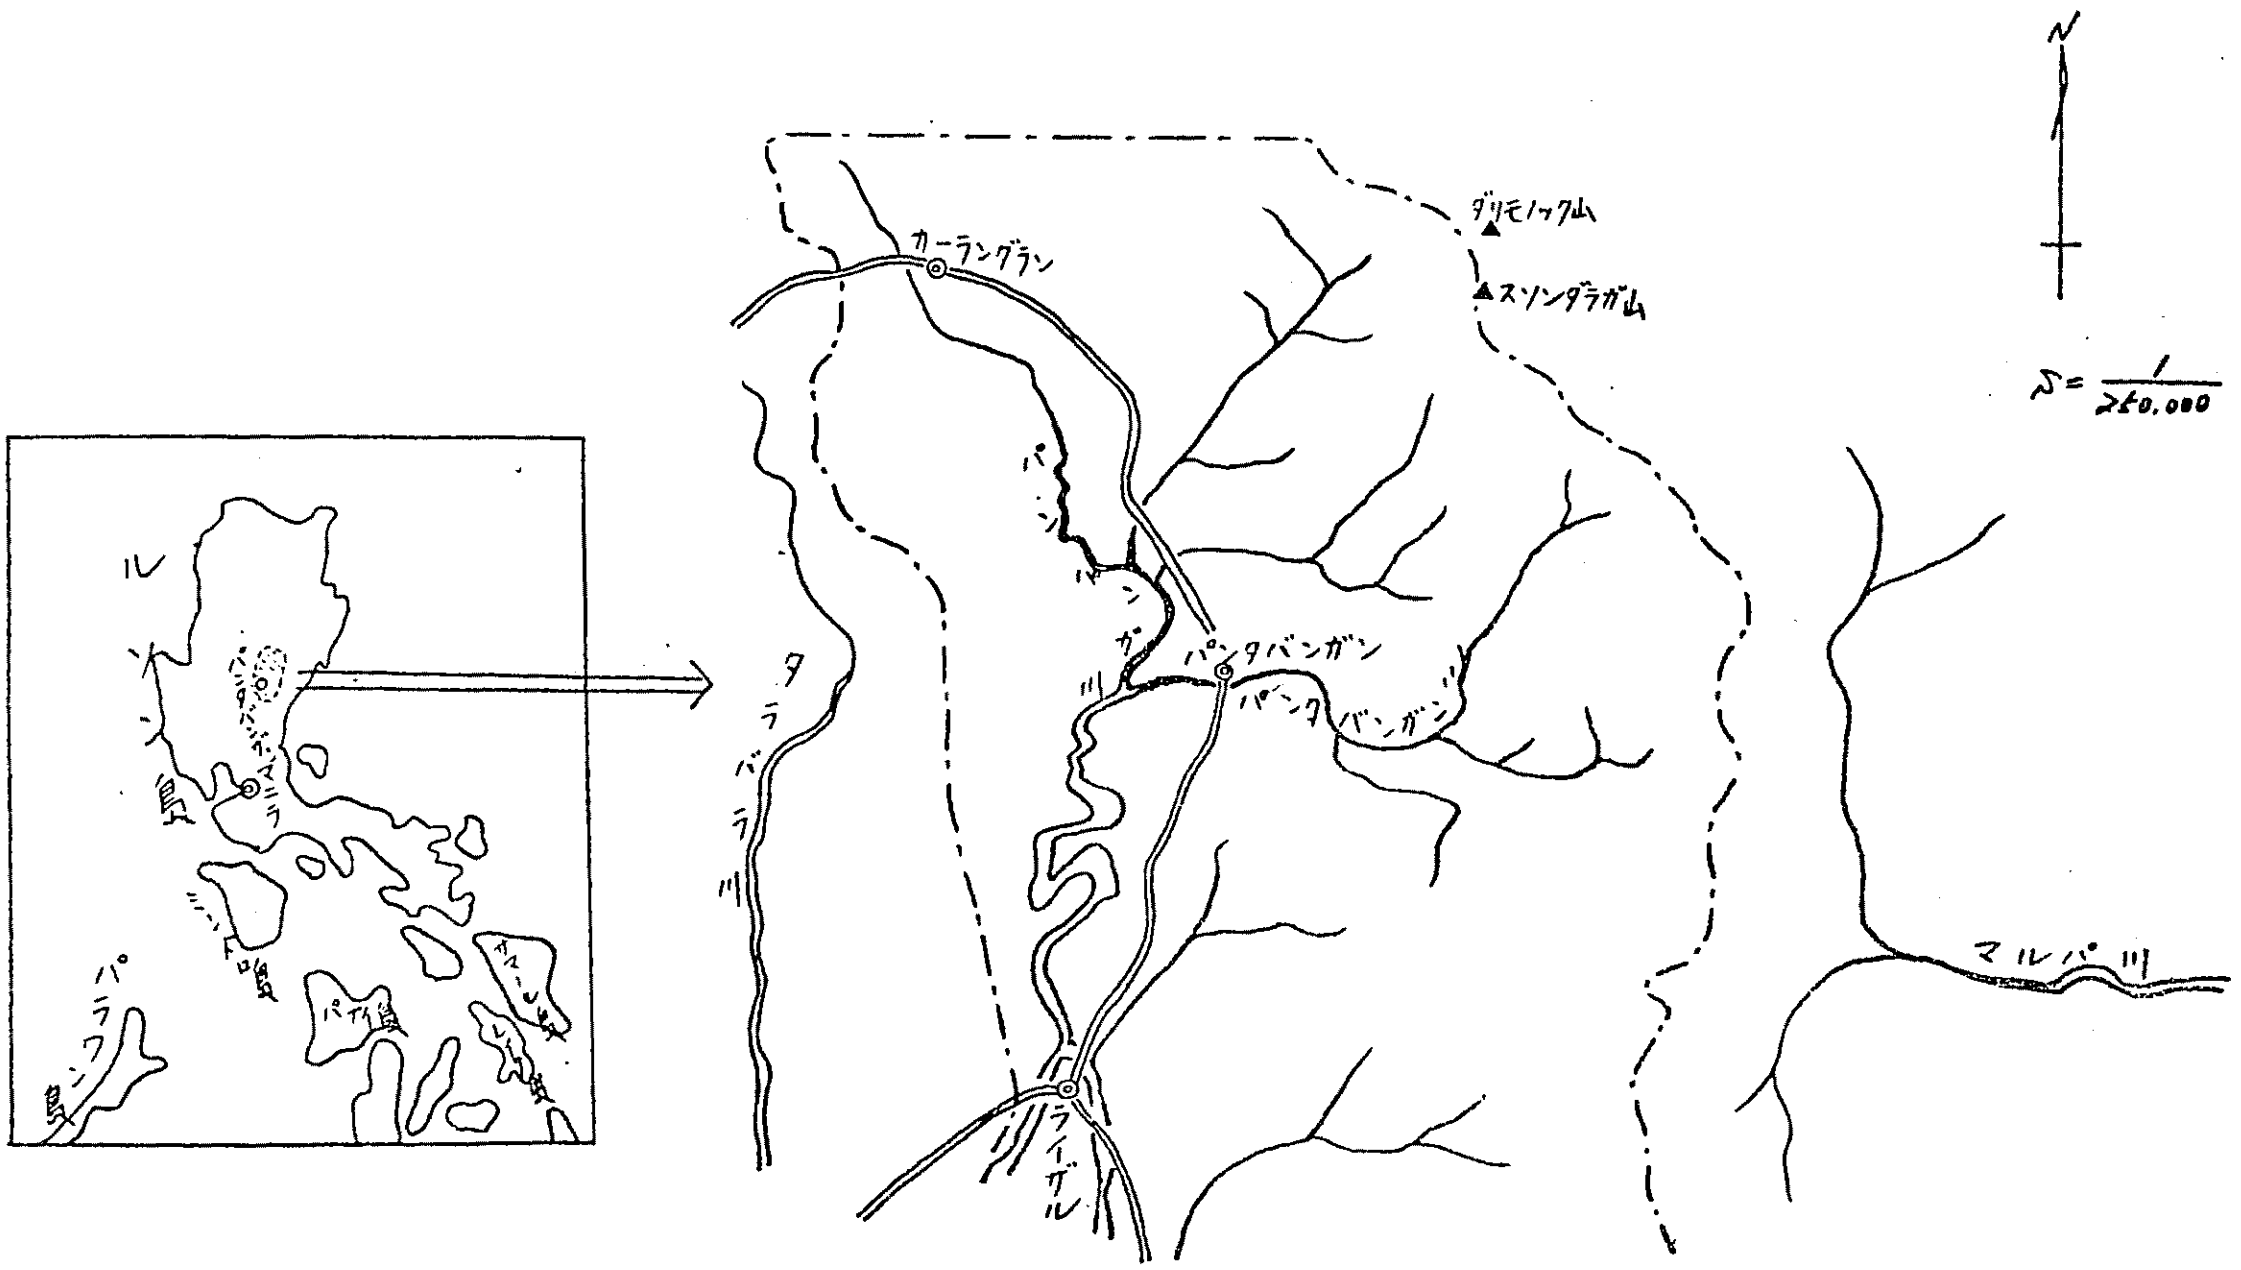 N
S= 1/250,000
ダリモノック山
スソンダラガ山
カーラングラン
パンバンガン川
パンタバンガン
パンタバンガン川
タラバラ川
マルパ川
ライザル
ルソン島
パンタバンガン
マニラ
ミンドロ島
パラワン島
パナイ島
サマール島
レイテ島